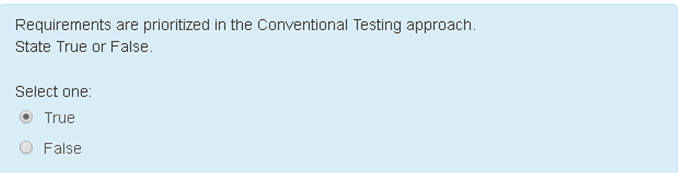 Requirements are prioritized in the Conventional Testing approach.
State True or False.
Select one:
True
False